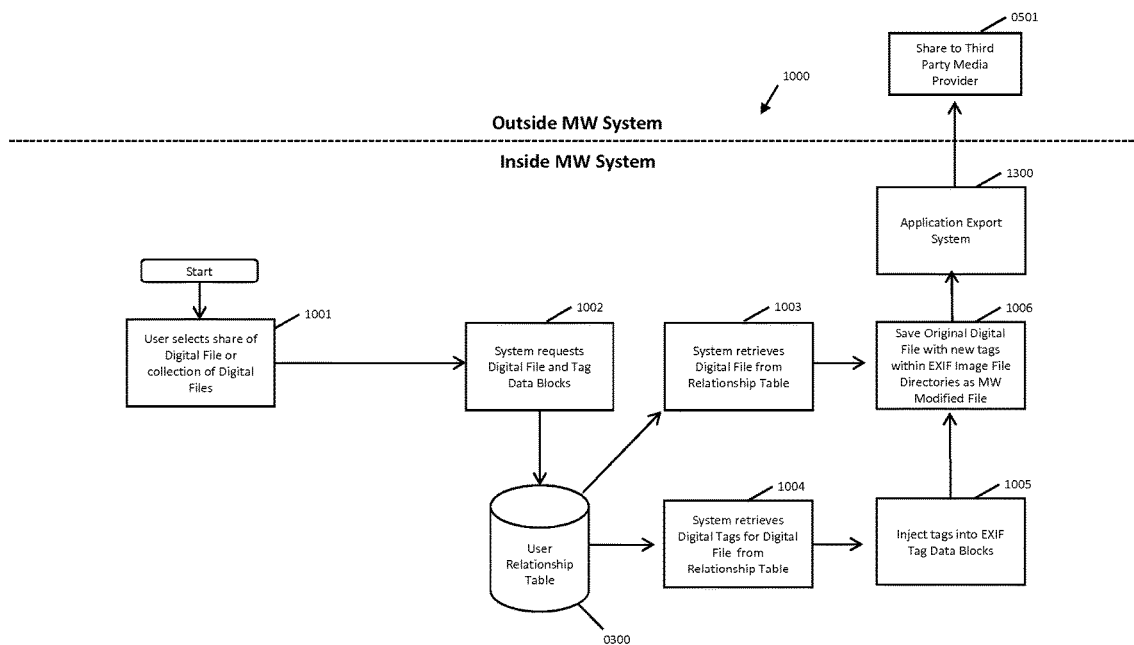 0501
Share to Third
Party Media
Provider
1000
Outside MW System
Inside MW System
1300
Application Export
System
Start
1001
User selects share of
Digital File or
collection of Digital
Files
1002
System requests
Digital File and Tag
Data Blocks
1003
System retrieves
Digital File from
Relationship Table
1006
Save Original Digital
File with new tags
within EXIF Image File
Directories as MW
Modified File
User
Relationship
Table
0300
1004
System retrieves
Digital Tags for Digital
File from
Relationship Table
1005
Inject tags into EXIF
Tag Data Blocks